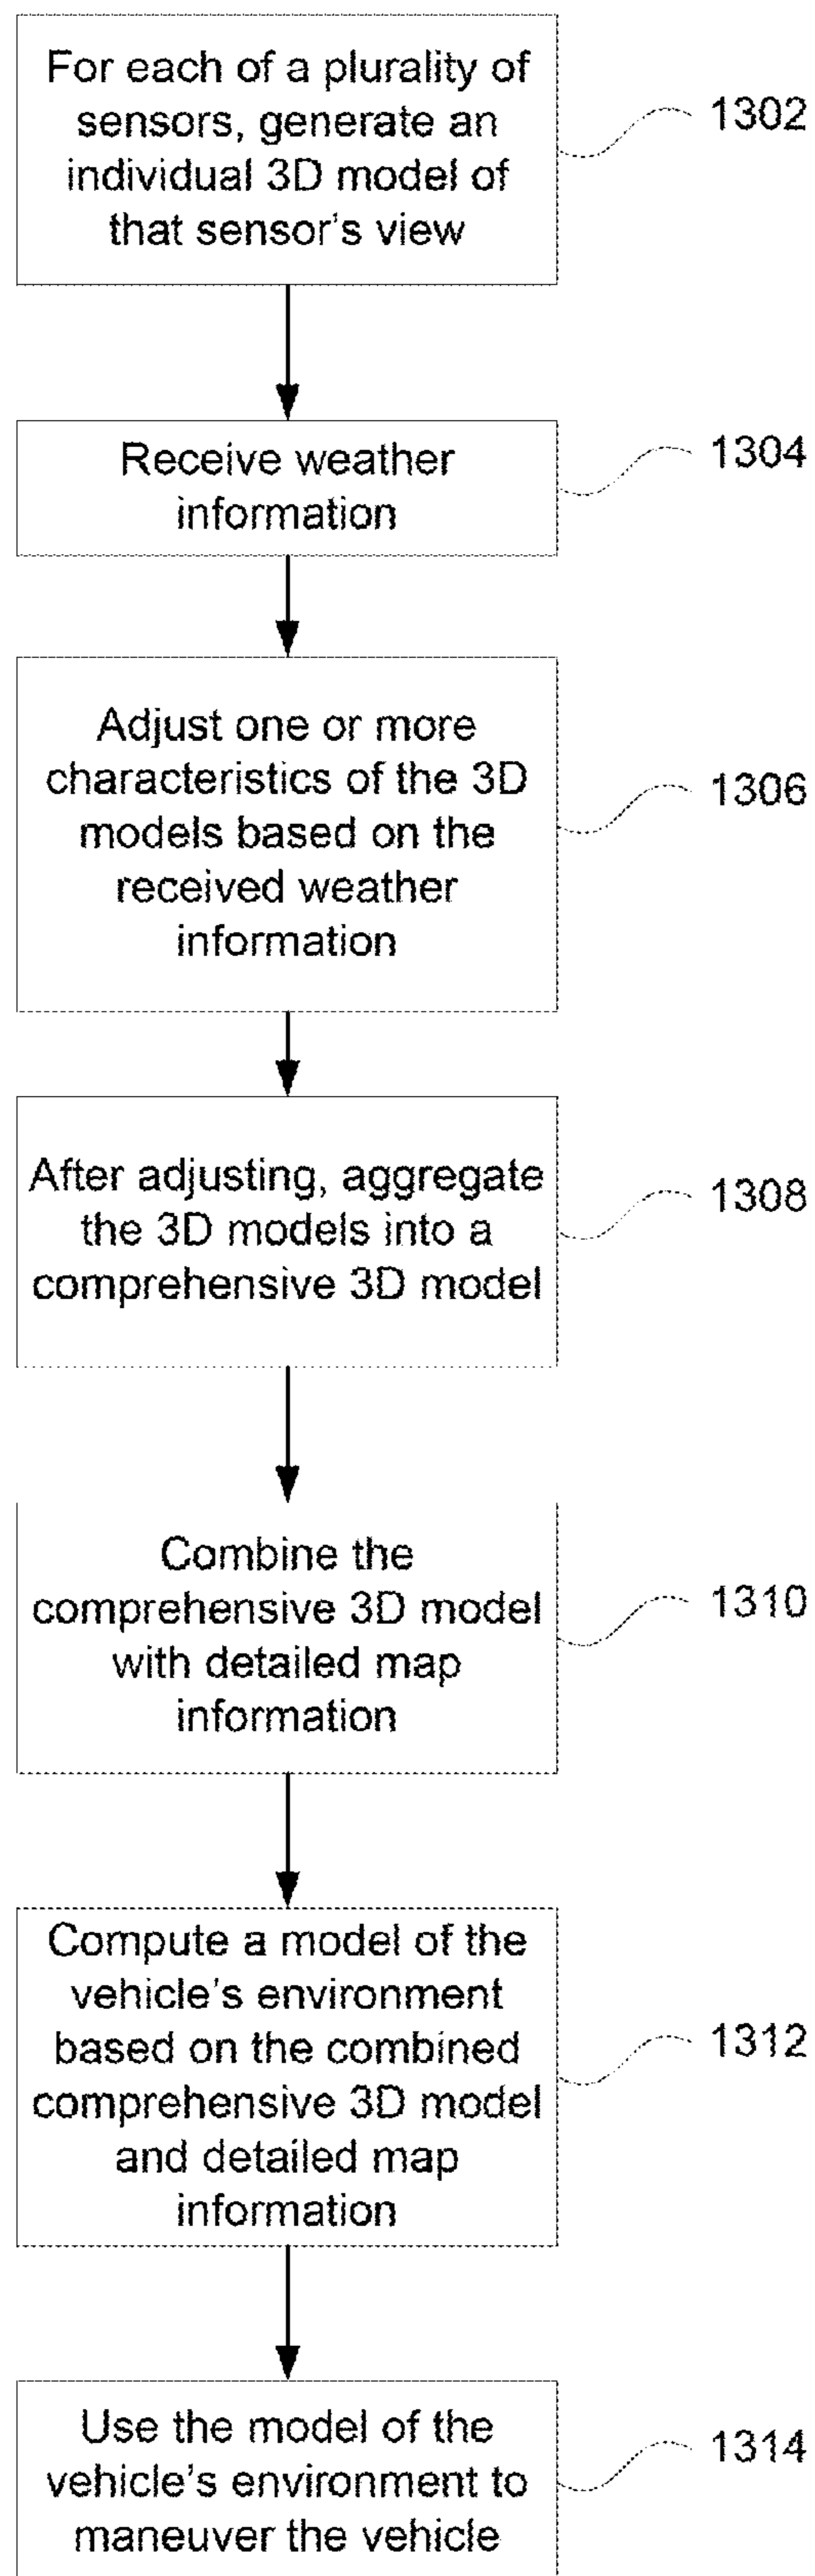 For each of a plurality of
sensors, generate an
individual 3D model of
that sensor's view
1302
Receive weather
information
1304
Adjust one or more
characteristics of the 3D
models based on the
received weather
information
1306
After adjusting, aggregate
the 3D models into a
comprehensive 3D model
1308
Combine the
comprehensive 3D model
with detailed map
information
1310
Compute a model of the
vehicle's environment
based on the combined
comprehensive 3D model
and detailed map
information
1312
Use the model of the
vehicle's environment to
maneuver the vehicle
1314